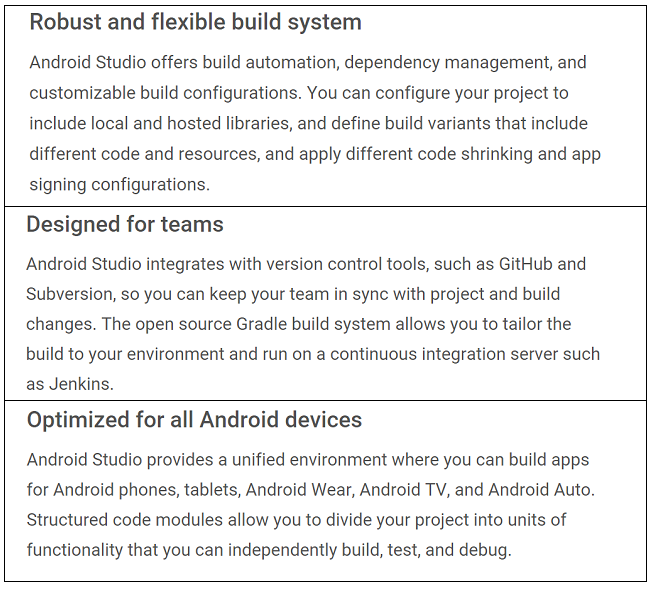 Robust and flexible build system
Android Studio offers build automation, dependency management, and
customizable build configurations. You can configure your project to
include local and hosted libraries, and define build variants that include
different code and resources, and apply different code shrinking and app
signing configurations.
Designed for teams
Android Studio integrates with version control tools, such as GitHub and
Subversion, so you can keep your team in sync with project and build
changes. The open source Gradle build system allows you to tailor the
build to your environment and run on a continuous integration server such
as Jenkins.
Optimized for all Android devices
Android Studio provides a unified environment where you can build apps
for Android phones, tablets, Android Wear, Android TV, and Android Auto.
Structured code modules allow you to divide your project into units of
functionality that you can independently build, test, and debug.